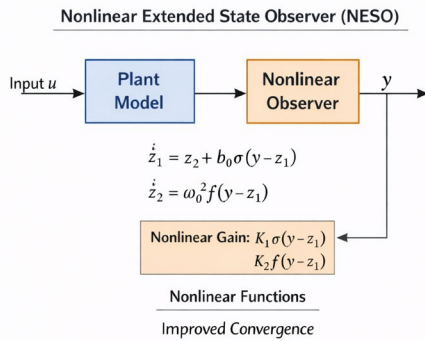 Nonlinear Extended State Observer (NESO)
Input u
Plant
Model
Nonlinear
Observer
y
ż₁ = z₂ + b₀σ(y−z₁)
ż₂ = ω₀²f(y−z₁)
Nonlinear Gain: K₁σ(y−z₁)
K₂f(y−z₁)
Nonlinear Functions
Improved Convergence